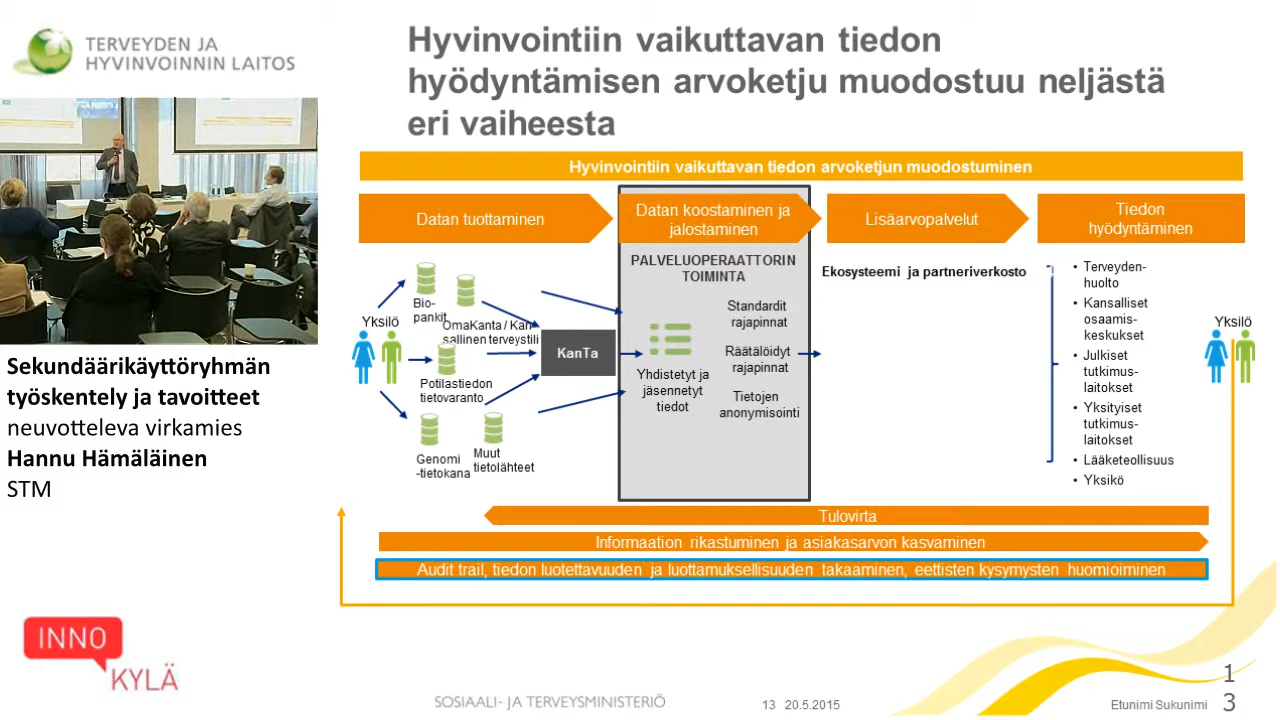 TERVEYDEN JA
HYVINVOINNIN LAITOS
Hyvinvointiin vaikuttavan tiedon
hyödyntämisen arvoketju muodostuu neljästä
eri vaiheesta
Hyvinvointiin vaikuttavan tiedon arvoketjun muodostuminen
Datan tuottaminen
Datan koostaminen ja
jalostaminen
Lisäarvopalvelut
Tiedon
hyödyntäminen
Yksilö
Bio-
pankit
OmaKanta / Kan
sallinen terveystili
Potilastiedon
tietovaranto
Genomi
-tietokana
Muut
tietolähteet
KanTa
PALVELUOPERAATTORIN
TOIMINTA
Yhdistetyt ja
jäsennetyt
tiedot
Standardit
rajapinnat
Räätälöidyt
rajapinnat
Tietojen
anonymisointi
Ekosysteemi ja partneriverkosto
• Terveyden-
huolto
• Kansalliset
osaamis-
keskukset
• Julkiset
tutkimus-
laitokset
• Yksityiset
tutkimus-
laitokset
• Lääketeollisuus
• Yksikö
Yksilö
Tulovirta
Informaation rikastuminen ja asiakasarvon kasvaminen
Audit trail, tiedon luotettavuuden ja luottamuksellisuuden takaaminen, eettisten kysymysten huomioiminen
Sekundäärikäyttöryhmän
työskentely ja tavoitteet
neuvotteleva virkamies
Hannu Hämäläinen
STM
INNO
KYLÄ
SOSIAALI- JA TERVEYSMINISTERIÖ
13 20.5.2015
Etunimi Sukunimi
1
3